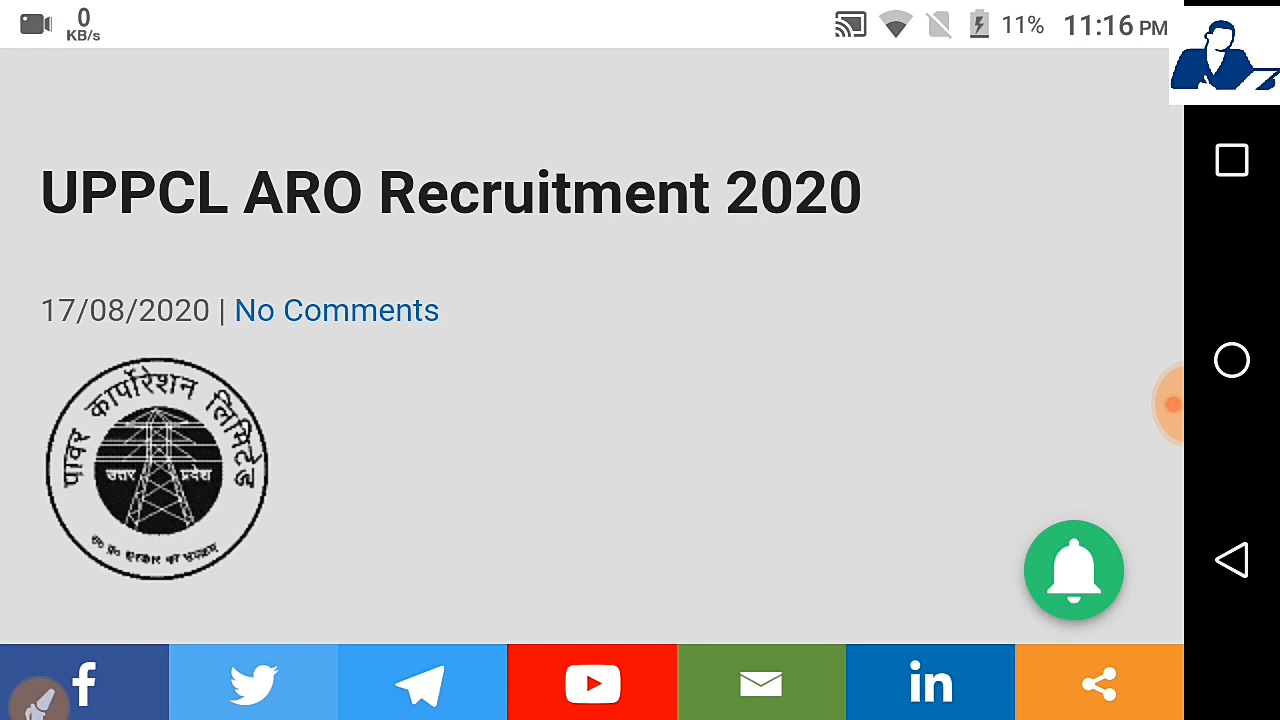 0
KB/s
11%
11:16 PM
UPPCL ARO Recruitment 2020
17/08/2020 | No Comments
पावर कार्पोरेशन लिमिटेड
उत्तर प्रदेश
in